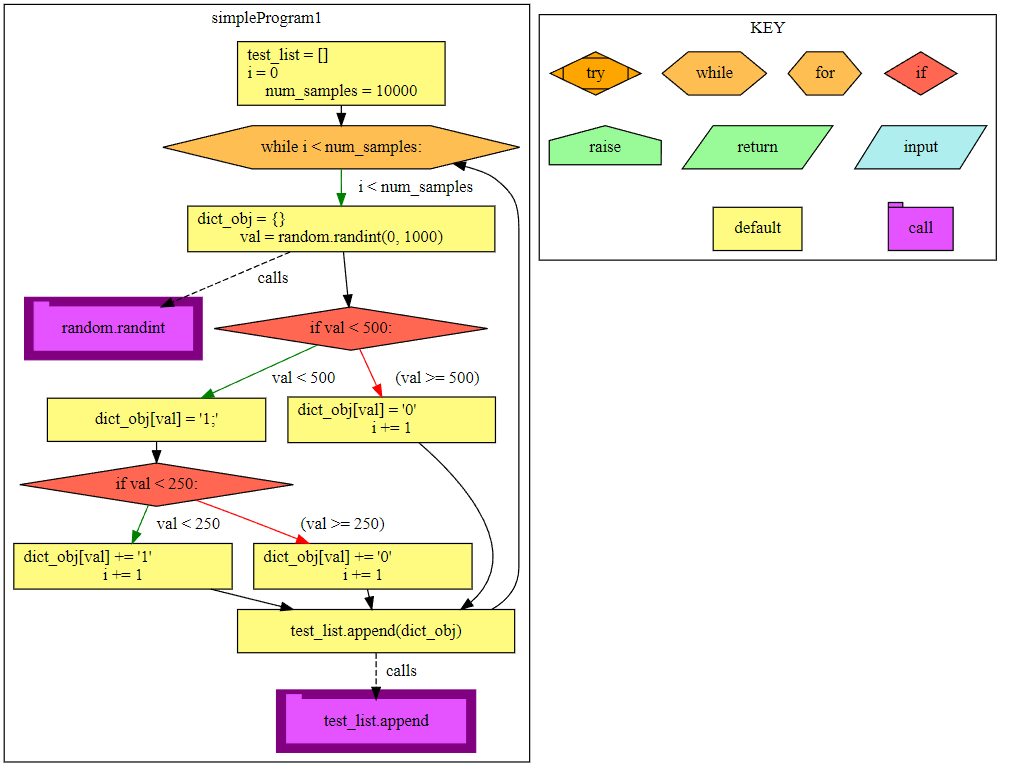 simpleProgram1
test_list = []
i = 0
num_samples = 10000
while i < num_samples:
i < num_samples
dict_obj = {}
val = random.randint(0, 1000)
calls
random.randint
if val < 500:
val < 500
(val >= 500)
dict_obj[val] = '1;'
dict_obj[val] = '0'
i += 1
if val < 250:
val < 250
(val >= 250)
dict_obj[val] += '1'
i += 1
dict_obj[val] += '0'
i += 1
test_list.append(dict_obj)
calls
test_list.append
KEY
try
while
for
if
raise
return
input
default
call